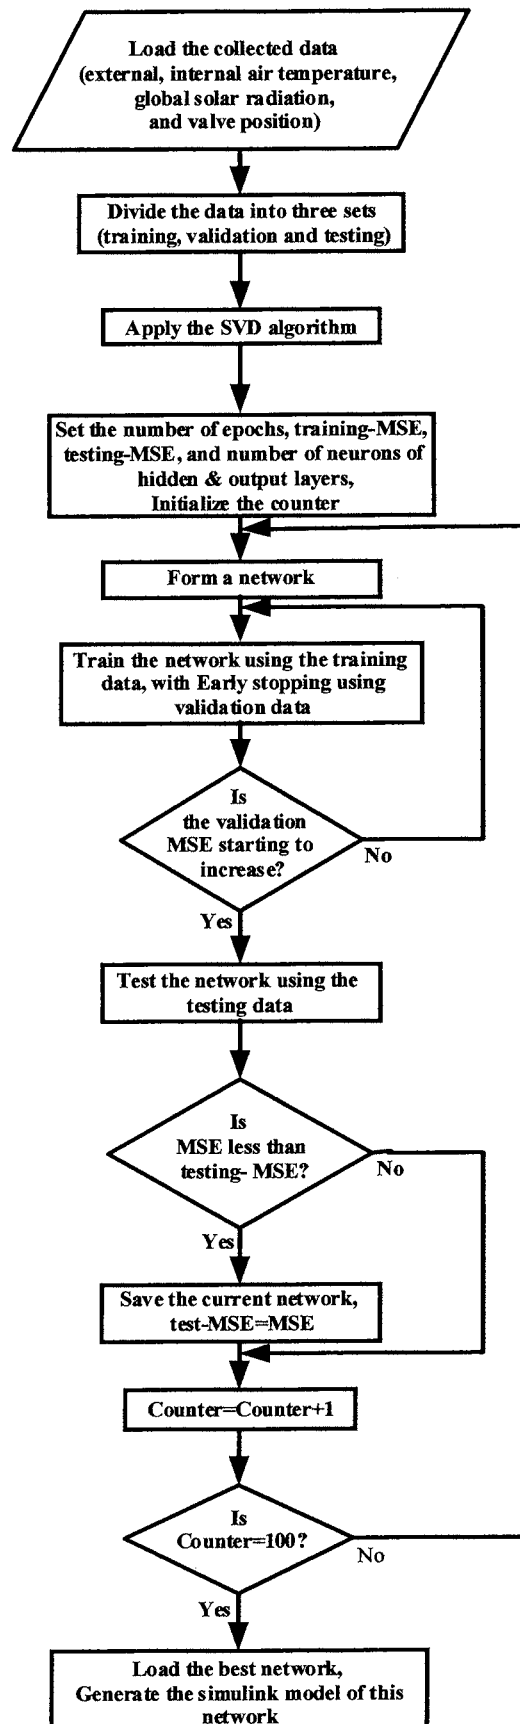 Load the collected data
(external, internal air temperature,
global solar radiation,
and valve position)
Divide the data into three sets
(training, validation and testing)
Apply the SVD algorithm
Set the number of epochs, training-MSE,
testing-MSE, and number of neurons of
hidden & output layers,
Initialize the counter
Form a network
Train the network using the training
data, with Early stopping using
validation data
Is
the validation
MSE starting to
increase?
No
Yes
Test the network using the
testing data
Is
MSE less than
testing- MSE?
No
Yes
Save the current network,
test-MSE=MSE
Counter=Counter+1
Is
Counter=100?
No
Yes
Load the best network,
Generate the simulink model of this
network